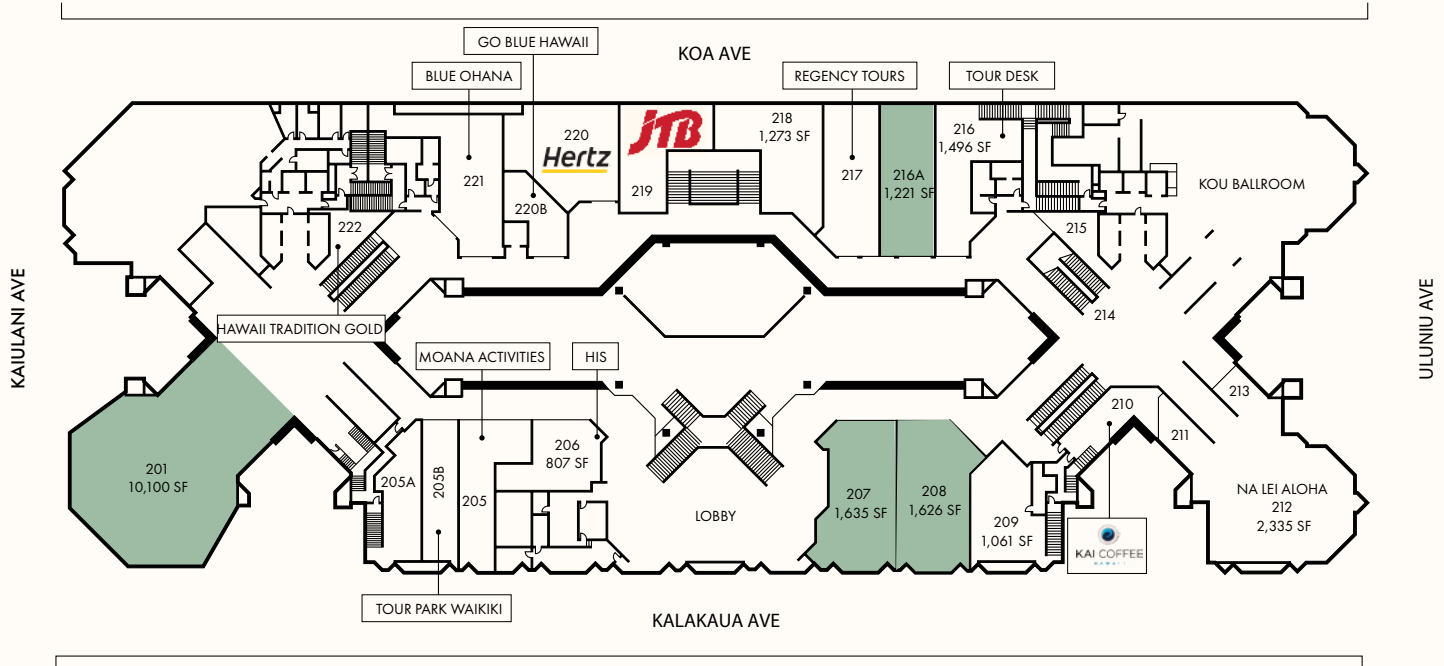 GO BLUE HAWAII
KOA AVE
BLUE OHANA
REGENCY TOURS
TOUR DESK
JTB
218
1,273 SF
220
Hertz
216
1,496 SF
221
219
217
216A
1,221 SF
KOU BALLROOM
220B
222
215
KAIULANI AVE
ULUNIU AVE
214
HAWAII TRADITION GOLD
MOANA ACTIVITIES
HIS
213
210
211
206
807 SF
201
10,100 SF
205A
205B
205
207
1,635 SF
208
1,626 SF
LOBBY
209
1,061 SF
NA LEI ALOHA
212
2,335 SF
KAI COFFEE
HAWAII
TOUR PARK WAIKIKI
KALAKAUA AVE